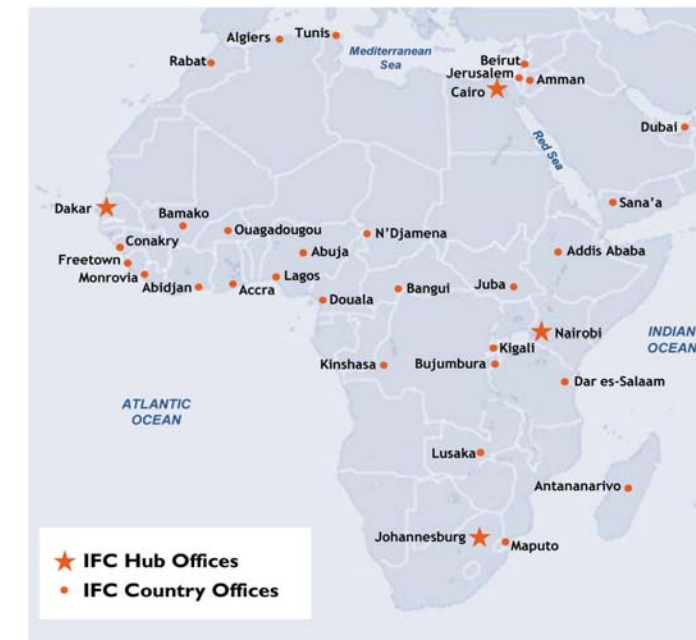 Algiers
Tunis
Mediterranean
Sea
Rabat
Beirut
Jerusalem
Amman
Cairo
Dubai
Red Sea
Dakar
Bamako
Ouagadougou
N'Djamena
Sana'a
Conakry
Abuja
Addis Ababa
Freetown
Monrovia
Lagos
Abidjan
Accra
Douala
Bangui
Juba
Nairobi
INDIAN
OCEAN
Kigali
Kinshasa
Bujumbura
Dar es-Salaam
ATLANTIC
OCEAN
Lusaka
Antananarivo
Johannesburg
Maputo
IFC Hub Offices
IFC Country Offices